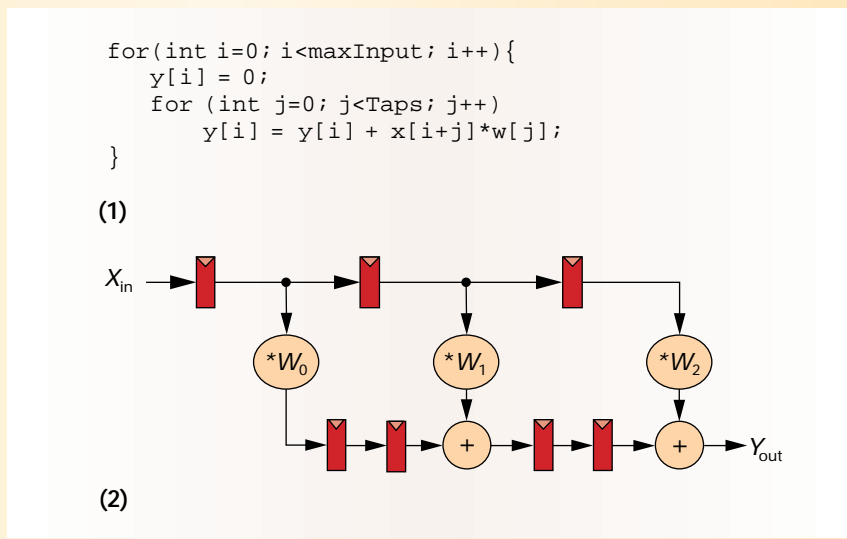 for(int i=0; i<maxInput; i++){
y[i] = 0;
for (int j=0; j<Taps; j++)
y[i] = y[i] + x[i+j]*w[j];
}
(1)
Xin
*W0
*W1
*W2
+
+
Yout
(2)